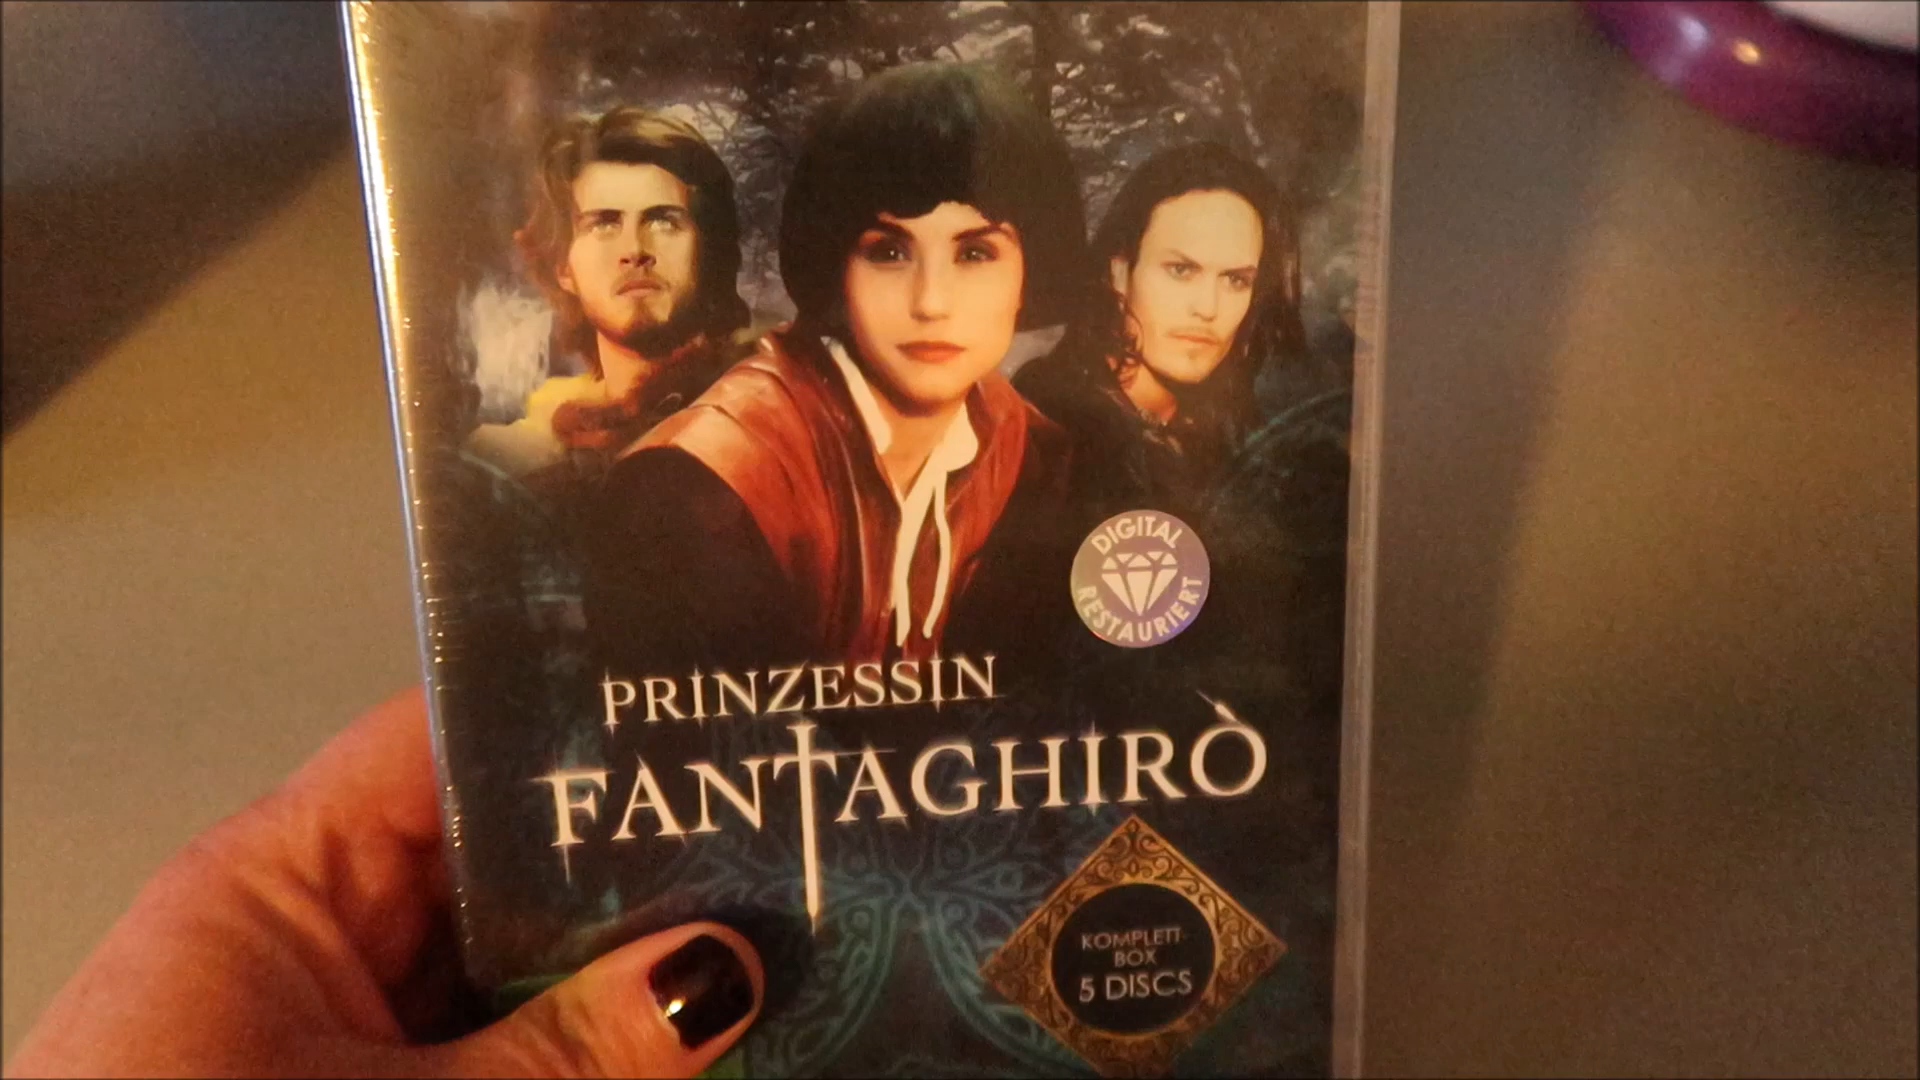 DIGITAL
RESTAURIERT
PRINZESSIN
FANTAGHIRÒ
KOMPLETT-
BOX
5 DISCS